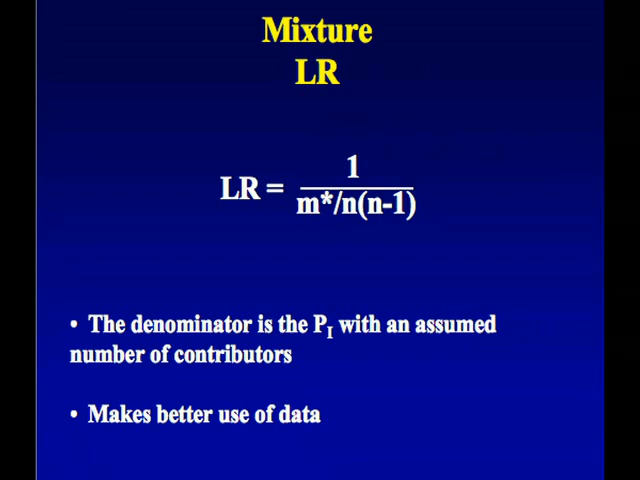 Mixture
LR
LR = 1
m*/n(n-1)
• The denominator is the PI with an assumed
number of contributors
• Makes better use of data